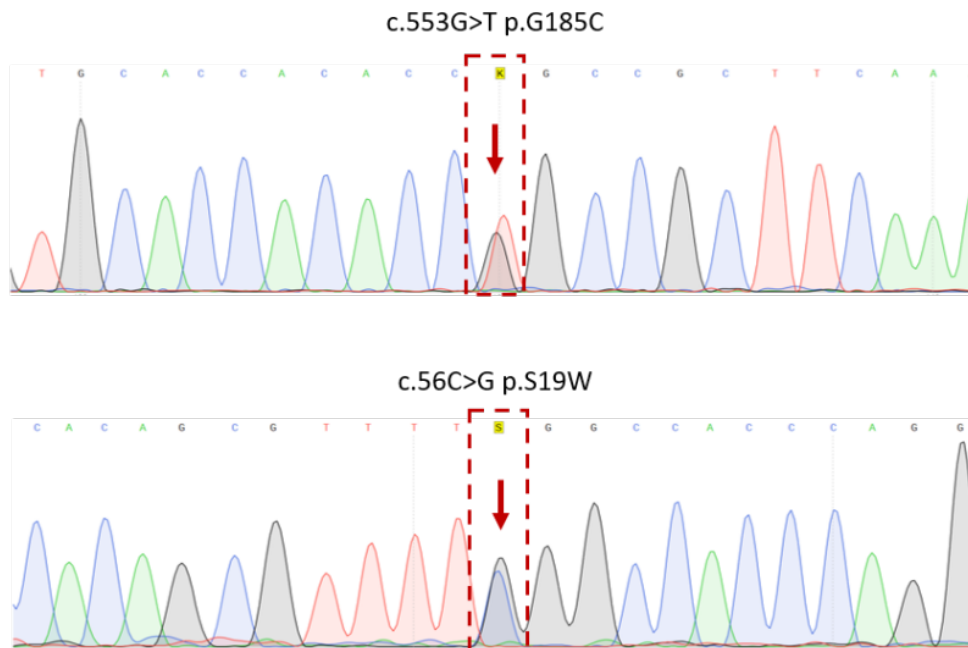 c.553G>T p.G185C
T G C A C C A C A C C K G C C G C T T C A A
c.56C>G p.S19W
C A C A G C G T T T T S G G C C A C C C A G G